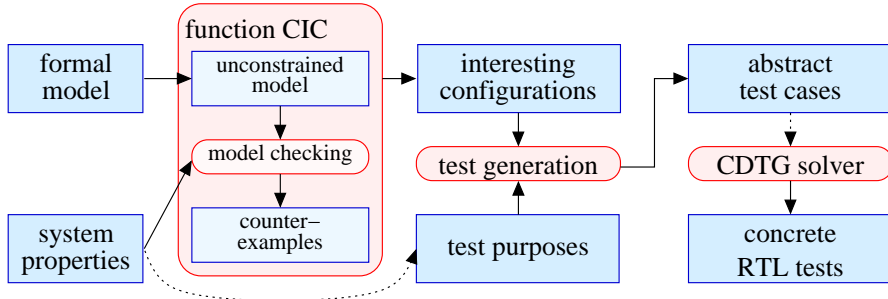 function CIC
formal
model
unconstrained
model
interesting
configurations
abstract
test cases
model checking
test generation
CDTG solver
system
properties
counter–
examples
test purposes
concrete
RTL tests